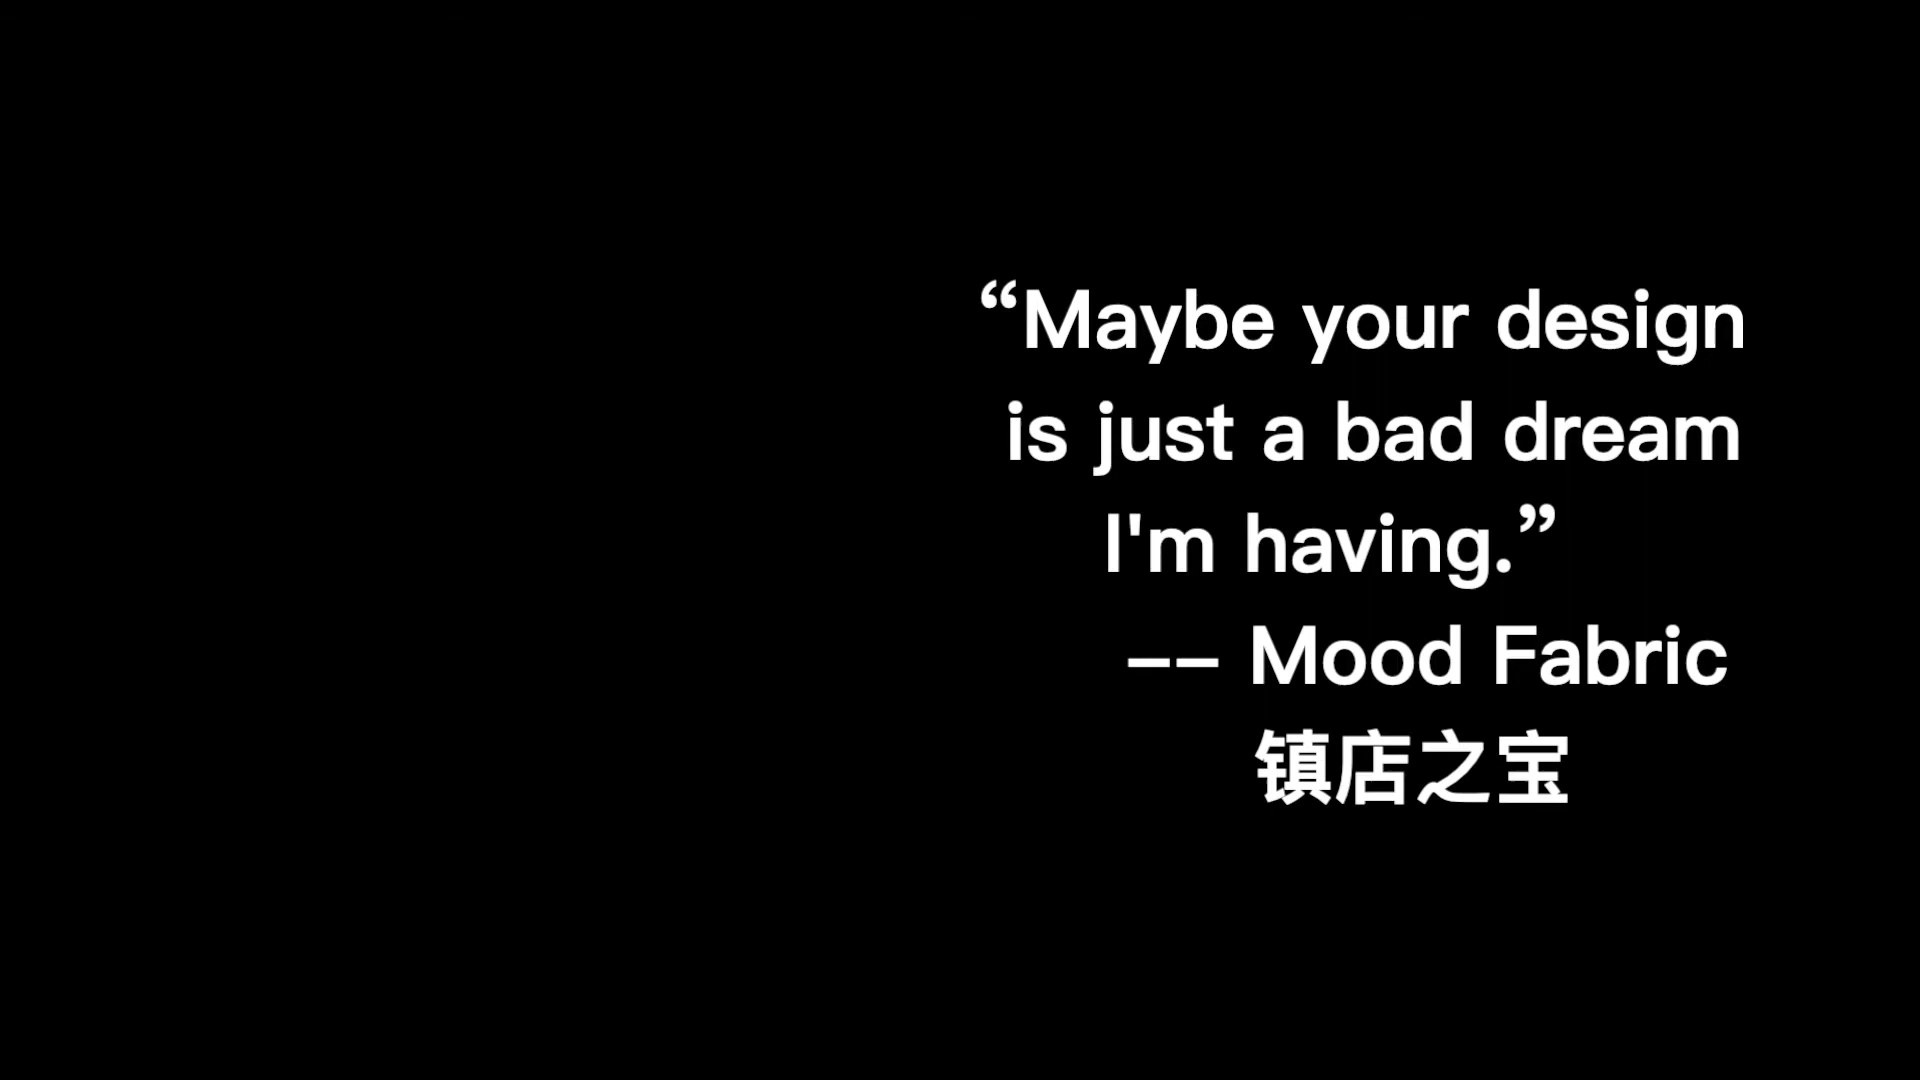 “Maybe your design
is just a bad dream
I'm having.”
-- Mood Fabric
镇店之宝